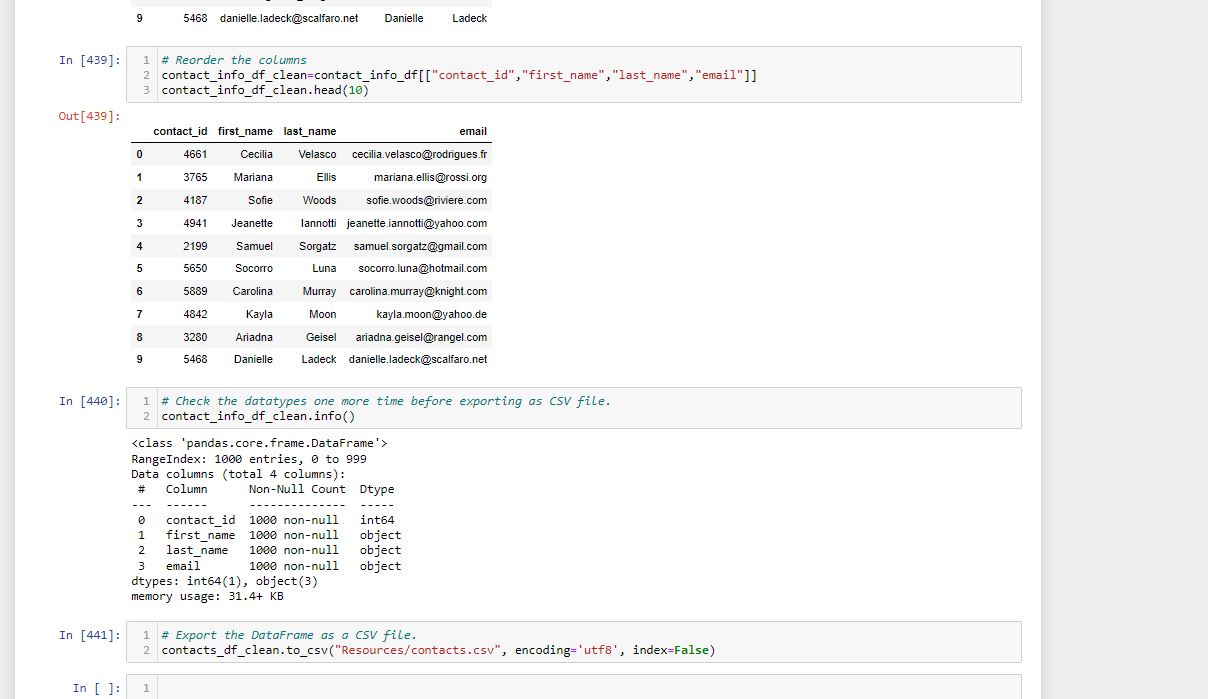 9 5468 danielle.ladeck@scalfaro.net Danielle Ladeck
In [439]: 1 # Reorder the columns
2 contact_info_df_clean=contact_info_df[["contact_id","first_name","last_name","email"]]
3 contact_info_df_clean.head(10)
Out[439]:
contact_id first_name last_name email
0 4661 Cecilia Velasco cecilia.velasco@rodrigues.fr
1 3765 Mariana Ellis mariana.ellis@rossi.org
2 4187 Sofie Woods sofie.woods@riviere.com
3 4941 Jeanette Iannotti jeanette.iannotti@yahoo.com
4 2199 Samuel Sorgatz samuel.sorgatz@gmail.com
5 5650 Socorro Luna socorro.luna@hotmail.com
6 5889 Carolina Murray carolina.murray@knight.com
7 4842 Kayla Moon kayla.moon@yahoo.de
8 3280 Ariadna Geisel ariadna.geisel@rangel.com
9 5468 Danielle Ladeck danielle.ladeck@scalfaro.net
In [440]: 1 # Check the datatypes one more time before exporting as CSV file.
2 contact_info_df_clean.info()
<class 'pandas.core.frame.DataFrame'>
RangeIndex: 1000 entries, 0 to 999
Data columns (total 4 columns):
# Column Non-Null Count Dtype
--- ------ -------------- -----
0 contact_id 1000 non-null int64
1 first_name 1000 non-null object
2 last_name 1000 non-null object
3 email 1000 non-null object
dtypes: int64(1), object(3)
memory usage: 31.4+ KB
In [441]: 1 # Export the DataFrame as a CSV file.
2 contacts_df_clean.to_csv("Resources/contacts.csv", encoding='utf8', index=False)
In [ ]: 1